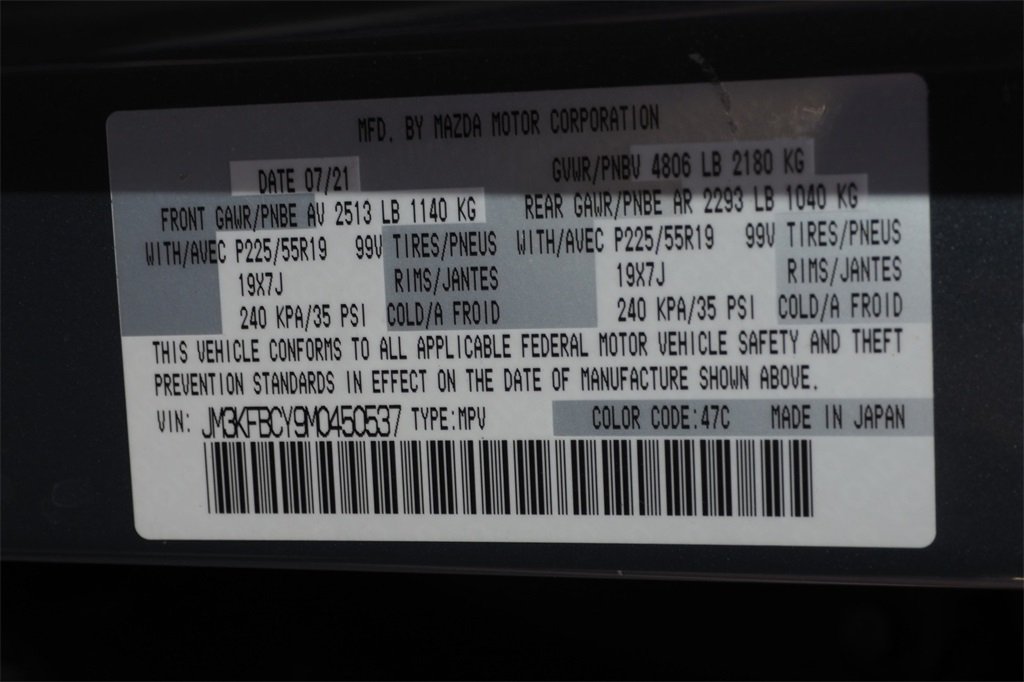 MFD. BY MAZDA MOTOR CORPORATION
DATE 07/21 GVWR/PNBV 4806 LB 2180 KG
FRONT GAWR/PNBE AV 2513 LB 1140 KG REAR GAWR/PNBE AR 2293 LB 1040 KG
WITH/AVEC P225/55R19 99V TIRES/PNEUS WITH/AVEC P225/55R19 99V TIRES/PNEUS
19X7J RIMS/JANTES 19X7J RIMS/JANTES
240 KPA/35 PSI COLD/A FROID 240 KPA/35 PSI COLD/A FROID
THIS VEHICLE CONFORMS TO ALL APPLICABLE FEDERAL MOTOR VEHICLE SAFETY AND THEFT
PREVENTION STANDARDS IN EFFECT ON THE DATE OF MANUFACTURE SHOWN ABOVE.
VIN: JM3KFBCY9M0450537 TYPE:MPV COLOR CODE:47C MADE IN JAPAN